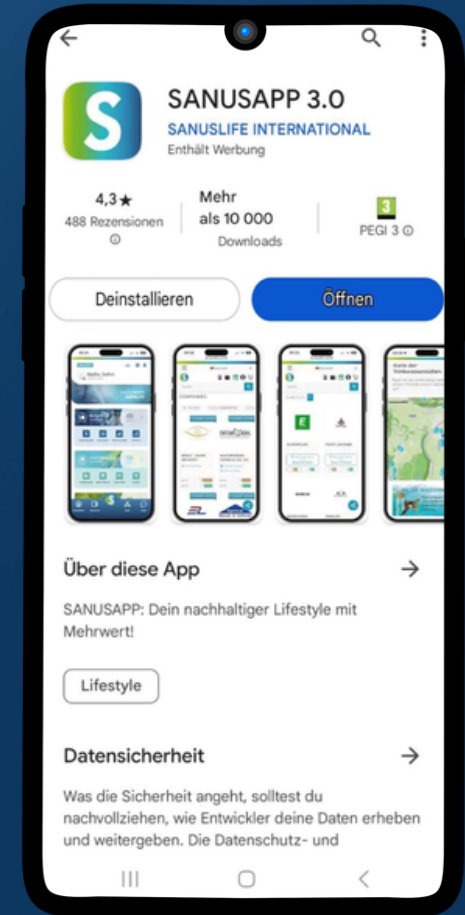 S
SANUSAPP 3.0
SANUSLIFE INTERNATIONAL
Enthält Werbung
4,3★
488 Rezensionen
Mehr
als 10 000
Downloads
3
PEGI 3
Deinstallieren
Öffnen
Über diese App
SANUSAPP: Dein nachhaltiger Lifestyle mit
Mehrwert!
Lifestyle
Datensicherheit
Was die Sicherheit angeht, solltest du
nachvollziehen, wie Entwickler deine Daten erheben
und weitergeben. Die Datenschutz- und